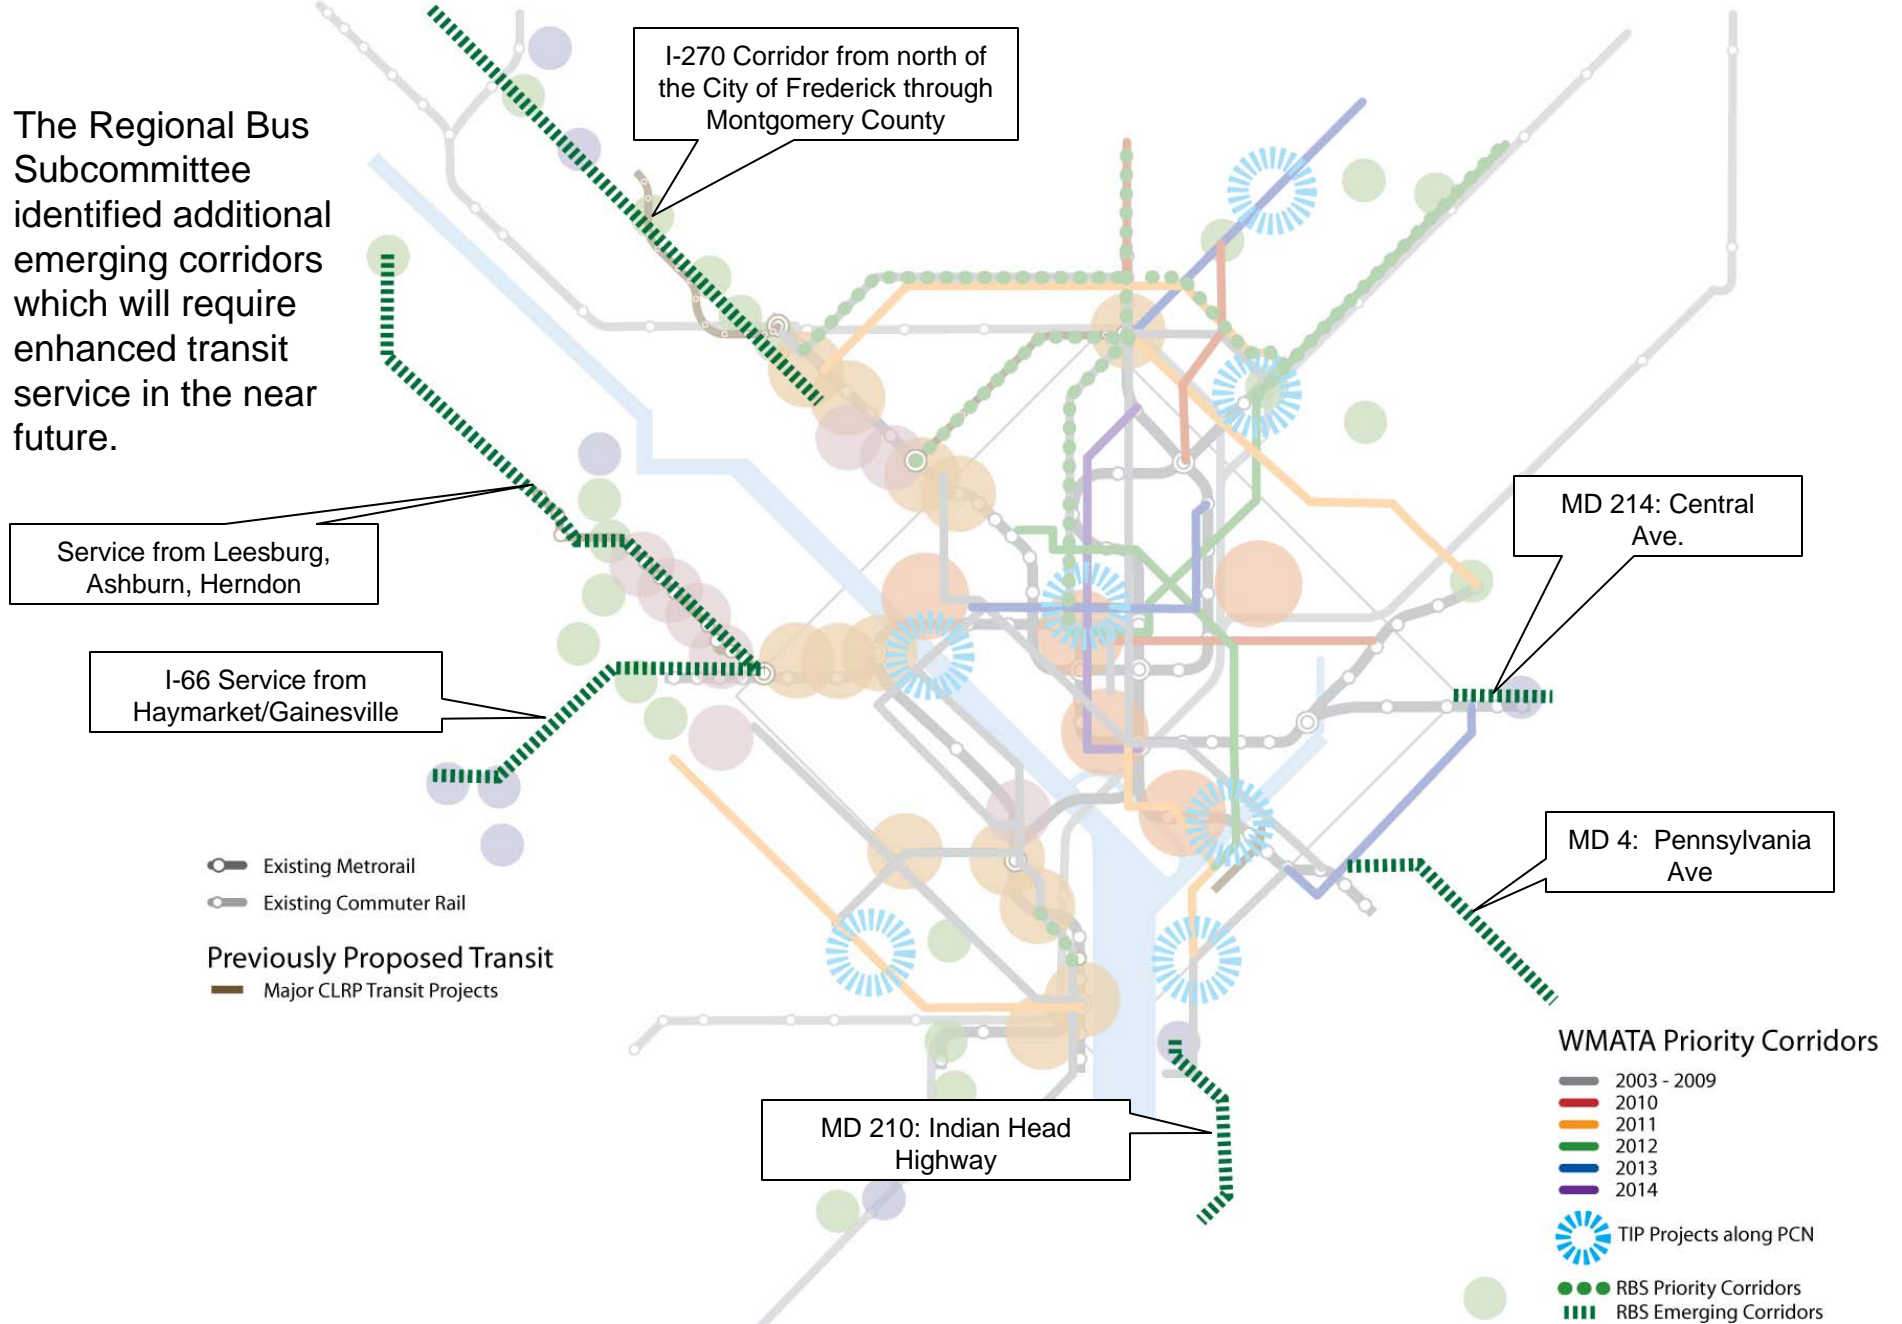 The Regional Bus
Subcommittee
identified additional
emerging corridors
which will require
enhanced transit
service in the near
future.
I-270 Corridor from north of
the City of Frederick through
Montgomery County
Service from Leesburg,
Ashburn, Herndon
I-66 Service from
Haymarket/Gainesville
MD 214: Central
Ave.
MD 4:  Pennsylvania
Ave
MD 210: Indian Head
Highway
Existing Metrorail
Existing Commuter Rail
Previously Proposed Transit
Major CLRP Transit Projects
WMATA Priority Corridors
2003 - 2009
2010
2011
2012
2013
2014
TIP Projects along PCN
RBS Priority Corridors
RBS Emerging Corridors